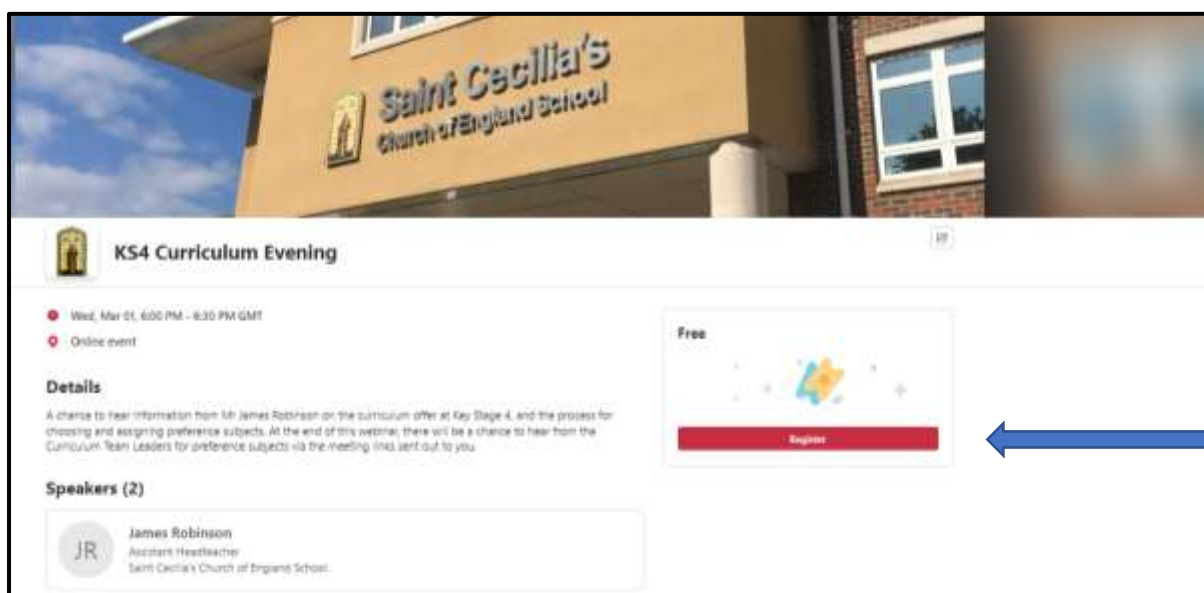 Saint Cecilia's
Church of England School
KS4 Curriculum Evening
Wed, Mar 01, 6:00 PM - 6:30 PM GMT
Online event
Free
Register
Details
A chance to hear information from Mr James Robinson on the curriculum offer at Key Stage 4, and the process for
choosing and assigning preference subjects. At the end of this webinar, there will be a chance to hear from the
Curriculum Team Leaders for preference subjects via the meeting links sent out to you.
Speakers (2)
JR
James Robinson
Assistant Headteacher
Saint Cecilia's Church of England School